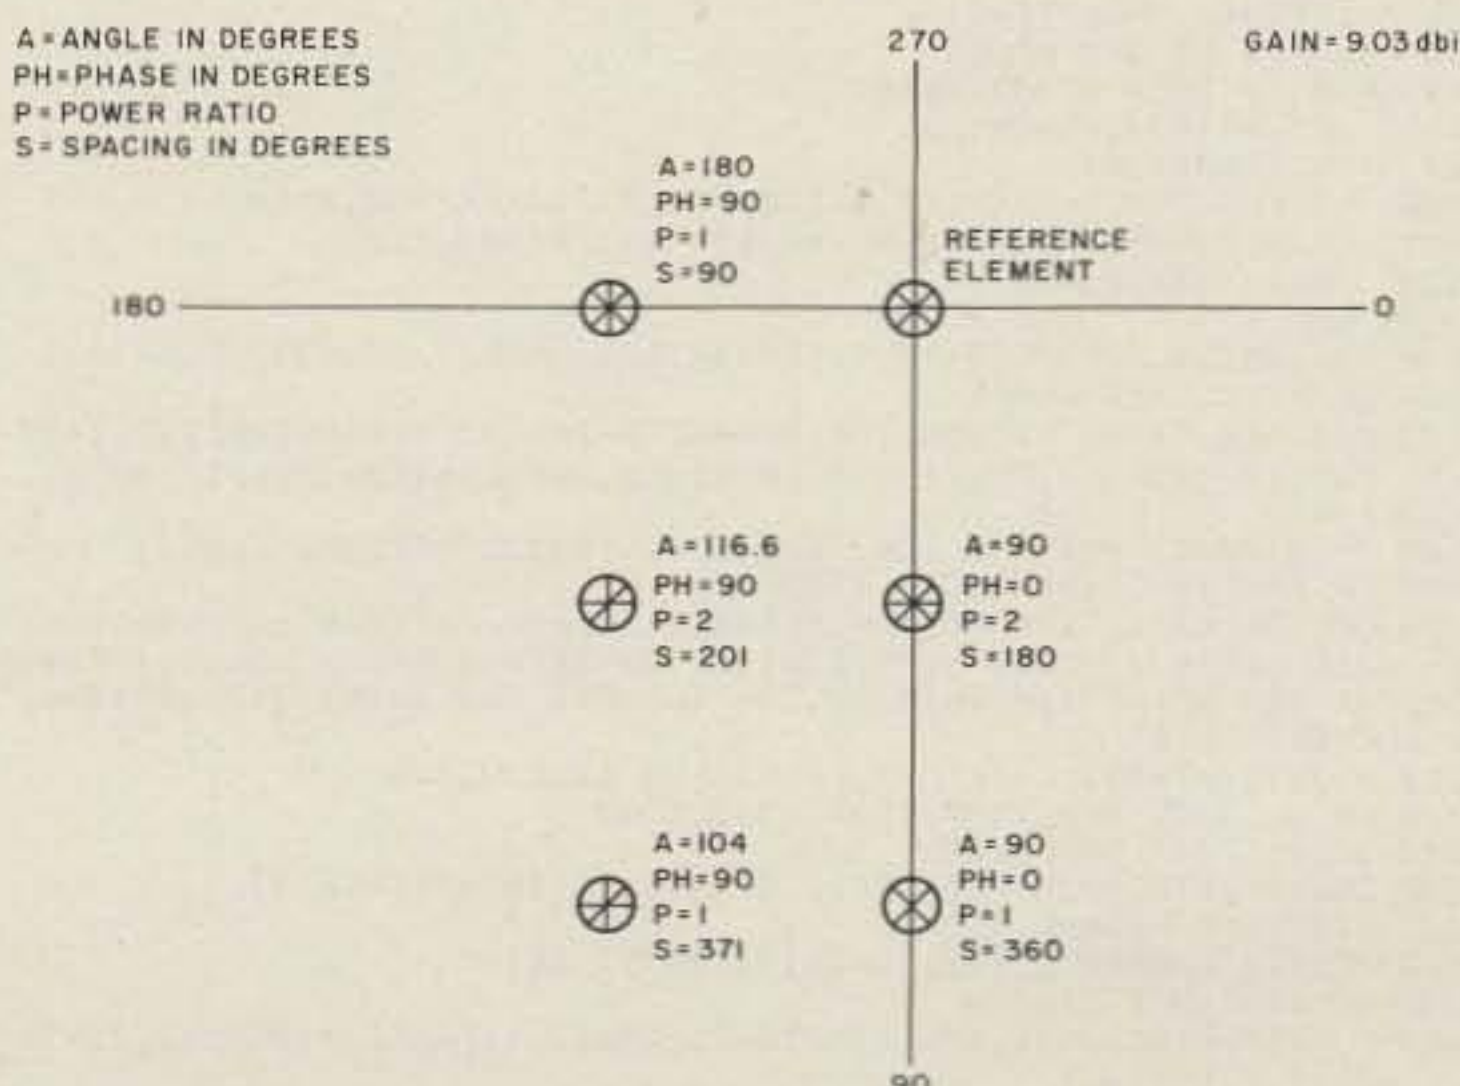 A=ANGLE IN DEGREES
PH=PHASE IN DEGREES
P=POWER RATIO
S=SPACING IN DEGREES
270
GAIN=9.03dbi
A=180
PH=90
P=1
S=90
REFERENCE
ELEMENT
180
0
A=116.6
PH=90
P=2
S=201
A=90
PH=0
P=2
S=180
A=104
PH=90
P=1
S=371
A=90
PH=0
P=1
S=360
90